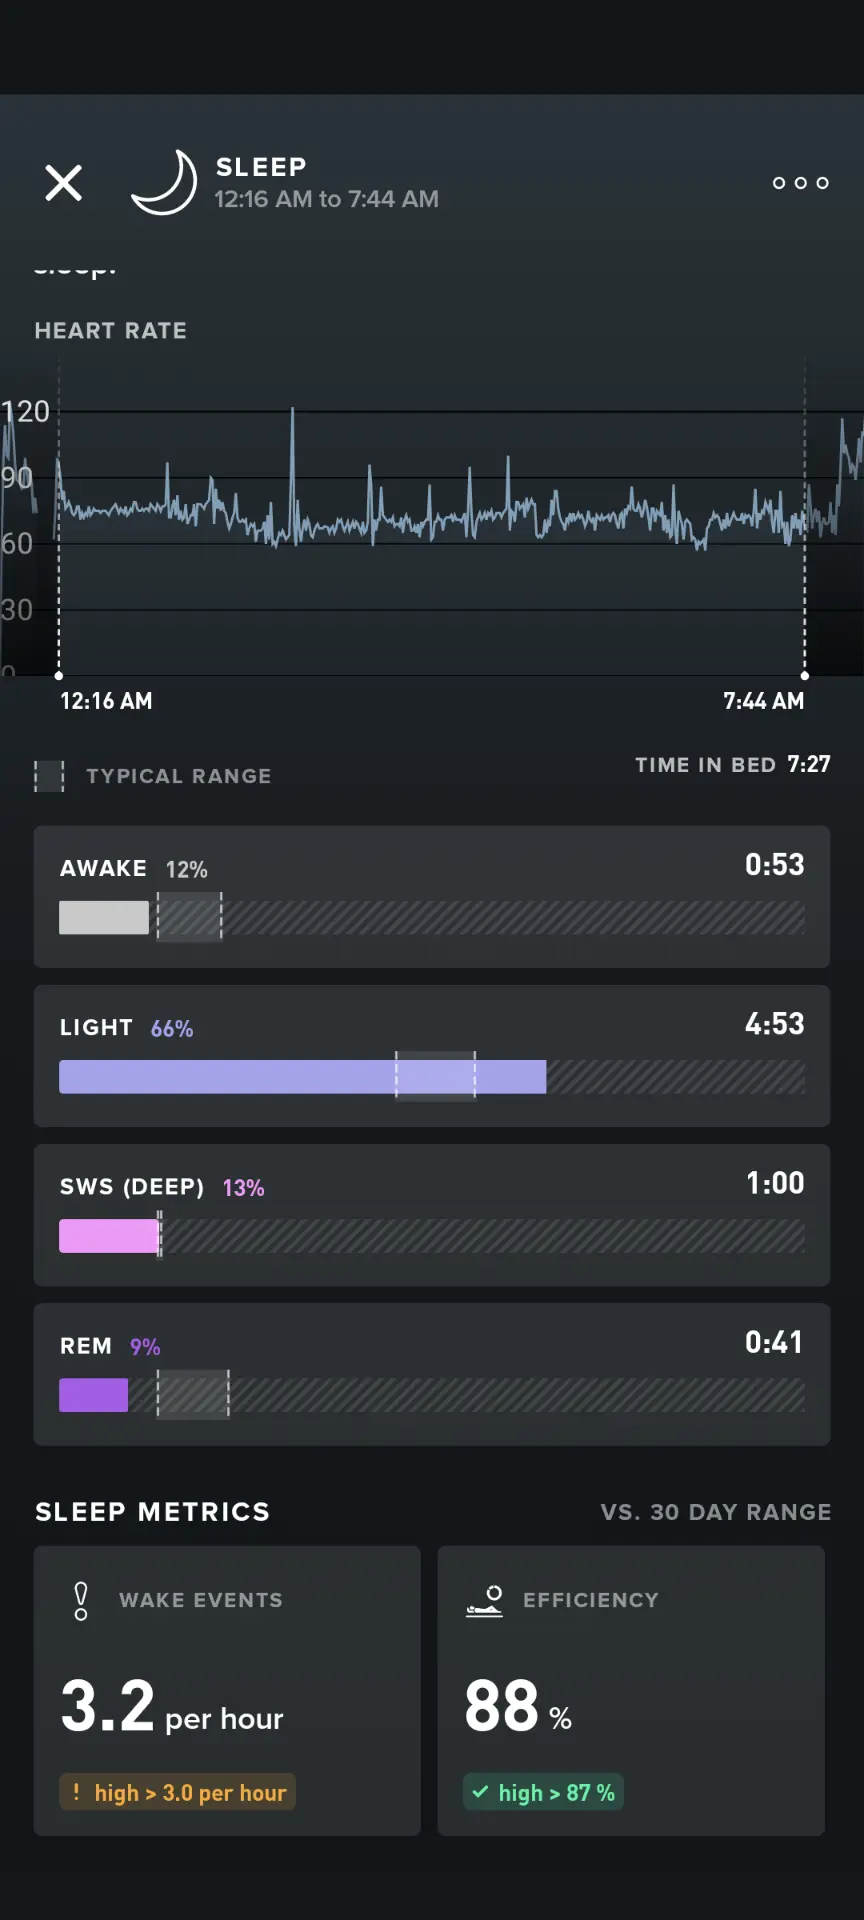 SLEEP
12:16 AM to 7:44 AM
sleep.
HEART RATE
120
90
60
30
0
12:16 AM
7:44 AM
TYPICAL RANGE
TIME IN BED 7:27
AWAKE 12%
0:53
LIGHT 66%
4:53
SWS (DEEP) 13%
1:00
REM 9%
0:41
SLEEP METRICS
VS. 30 DAY RANGE
WAKE EVENTS
3.2 per hour
! high > 3.0 per hour
EFFICIENCY
88 %
high > 87 %